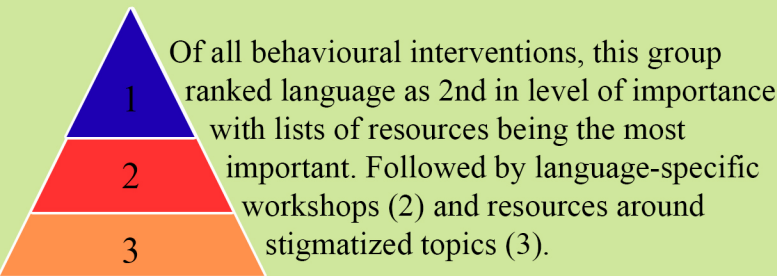 Of all behavioural interventions, this group
ranked language as 2nd in level of importance
with lists of resources being the most
important. Followed by language-specific
workshops (2) and resources around
stigmatized topics (3).
1
2
3